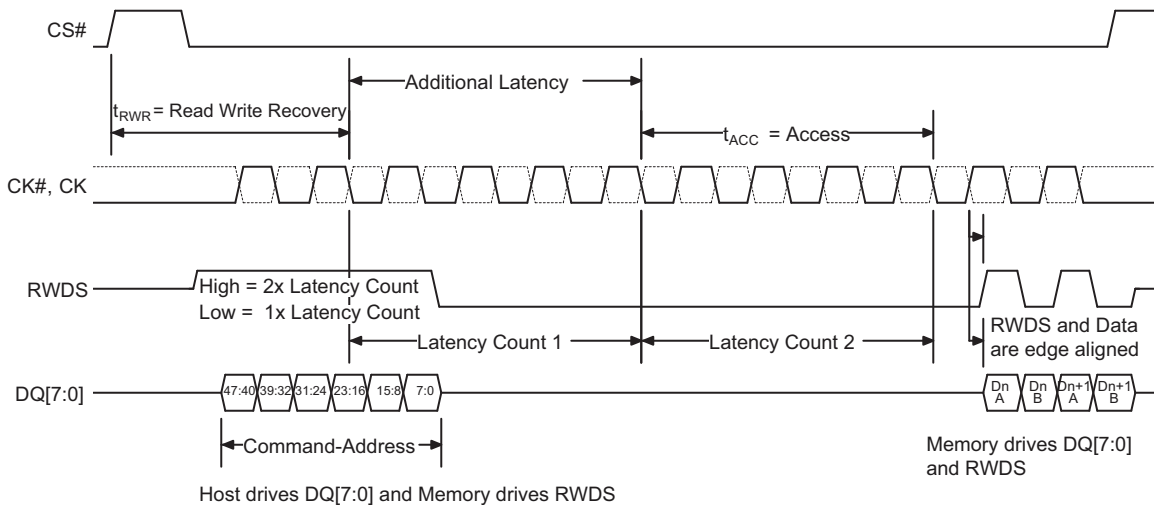 CS#
Additional Latency
tRWR = Read Write Recovery
tACC = Access
CK#, CK
RWDS
High = 2x Latency Count
Low = 1x Latency Count
Latency Count 1
Latency Count 2
RWDS and Data
are edge aligned
DQ[7:0]
47:40 39:32 31:24 23:16 15:8 7:0
Dn
A
Dn
B
Dn+1
A
Dn+1
B
Command-Address
Memory drives DQ[7:0]
and RWDS
Host drives DQ[7:0] and Memory drives RWDS